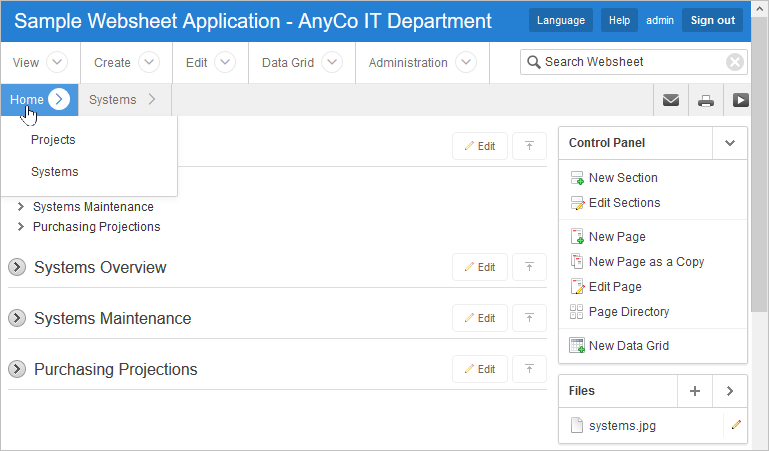 Sample Websheet Application - AnyCo IT Department
Language Help admin Sign out
View Create Edit Data Grid Administration Search Websheet
Home Systems
Projects
Systems
Edit
Systems Maintenance
Purchasing Projections
Systems Overview Edit
Systems Maintenance Edit
Purchasing Projections Edit
Control Panel
New Section
Edit Sections
New Page
New Page as a Copy
Edit Page
Page Directory
New Data Grid
Files
systems.jpg